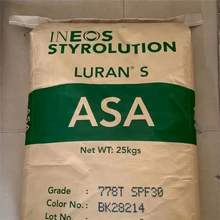 INEOS
STYROLUTION
LURAN® S
ASA
Net WT: 25kgs
Grade : 778T SPF30
Color No.: BK28214
Lot No. :